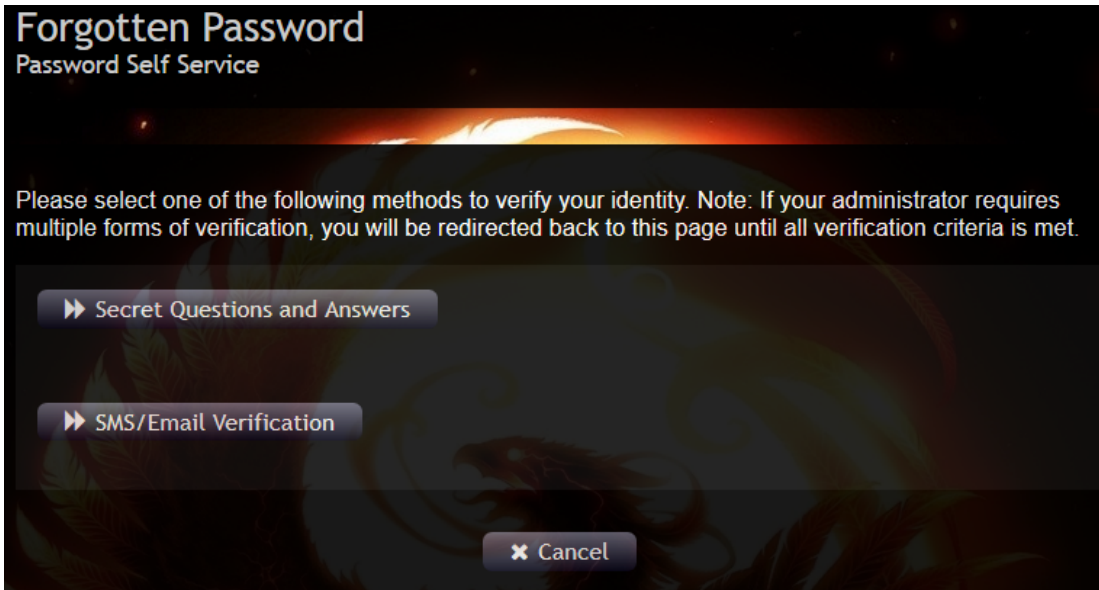 Forgotten Password
Password Self Service
Please select one of the following methods to verify your identity. Note: If your administrator requires
multiple forms of verification, you will be redirected back to this page until all verification criteria is met.
Secret Questions and Answers
SMS/Email Verification
Cancel